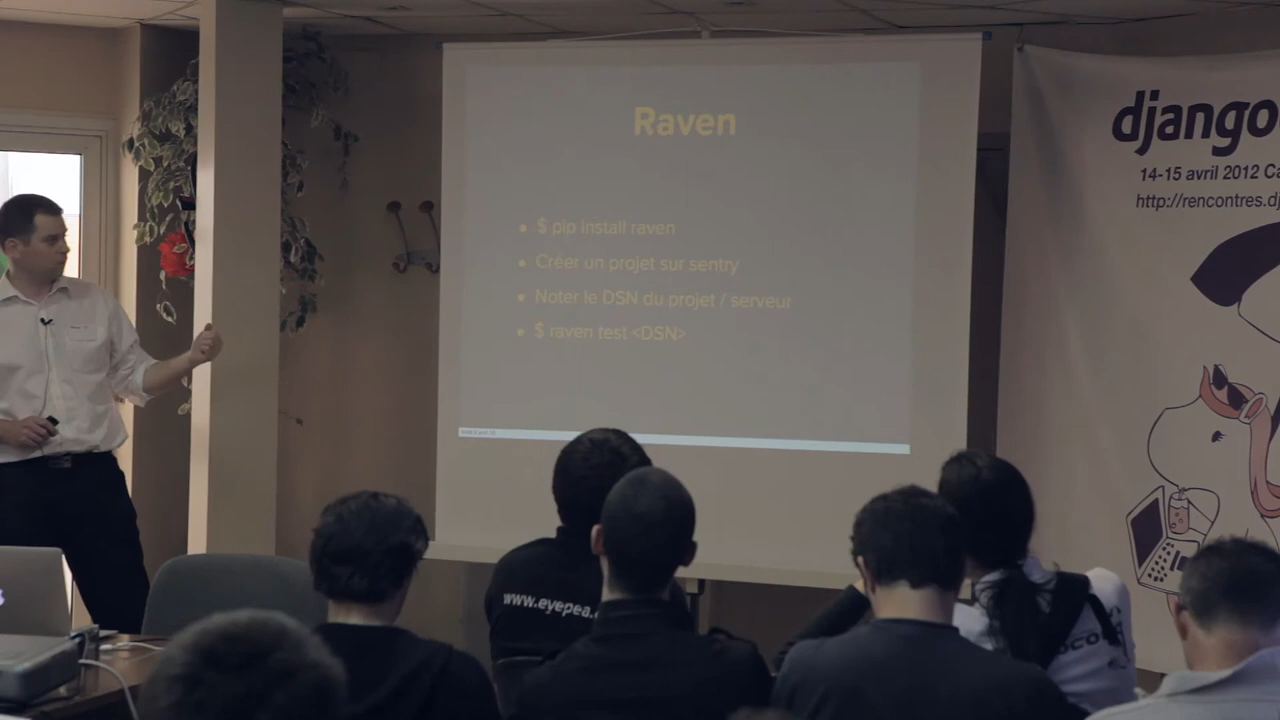 Raven
• $ pip install raven
• Créer un projet sur sentry
• Noter le DSN du projet / serveur
• $ raven test <DSN>
django
14-15 avril 2012 Ca
http://rencontres.dj
www.eyepea.